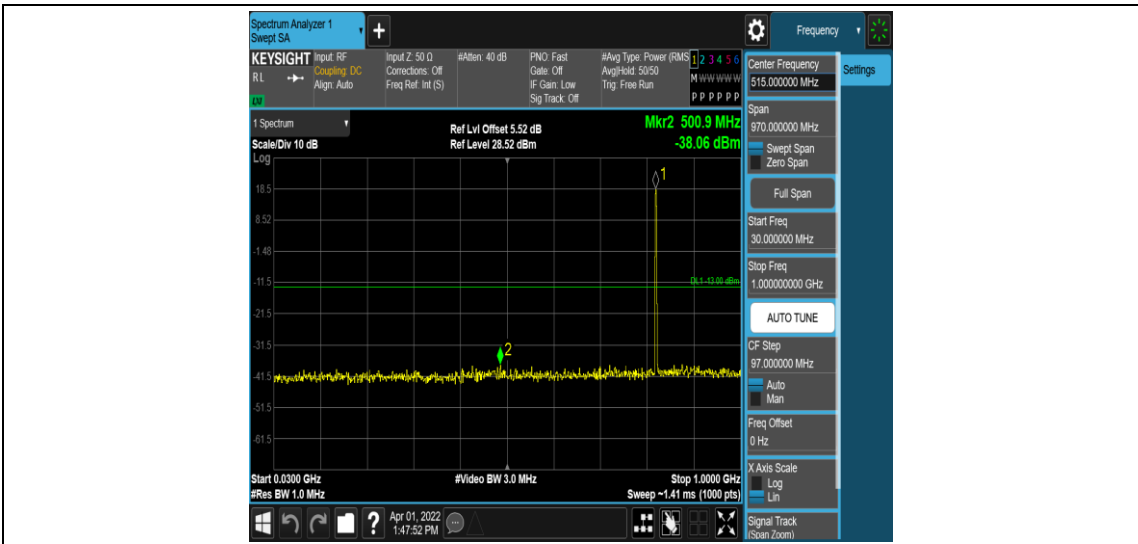 Spectrum Analyzer 1
Swept SA
+
Frequency
KEYSIGHT
RL
Input: RF
Coupling: DC
Align: Auto
Input Z: 50 Ω
Corrections: Off
Freq Ref: Int (S)
#Atten: 40 dB
PNO: Fast
Gate: Off
IF Gain: Low
Sig Track: Off
#Avg Type: Power (RMS
Avg|Hold: 50/50
Trig: Free Run
1 2 3 4 5 6
M W W W W W
P P P P P P
Center Frequency
515.000000 MHz
Settings
Span
970.000000 MHz
Swept Span
Zero Span
Full Span
Start Freq
30.000000 MHz
Stop Freq
1.000000000 GHz
AUTO TUNE
CF Step
97.000000 MHz
Auto
Man
Freq Offset
0 Hz
X Axis Scale
Log
Lin
Signal Track
(Span Zoom)
1 Spectrum
Scale/Div 10 dB
Log
Ref Lvl Offset 5.52 dB
Ref Level 28.52 dBm
Mkr2 500.9 MHz
-38.06 dBm
1
18.5
8.52
-1.48
-11.5
DL1 -13.00 dBm
-21.5
-31.5
2
-41.5
-51.5
-61.5
Start 0.0300 GHz
#Res BW 1.0 MHz
#Video BW 3.0 MHz
Stop 1.0000 GHz
Sweep ~1.41 ms (1000 pts)
?
Apr 01, 2022
1:47:52 PM